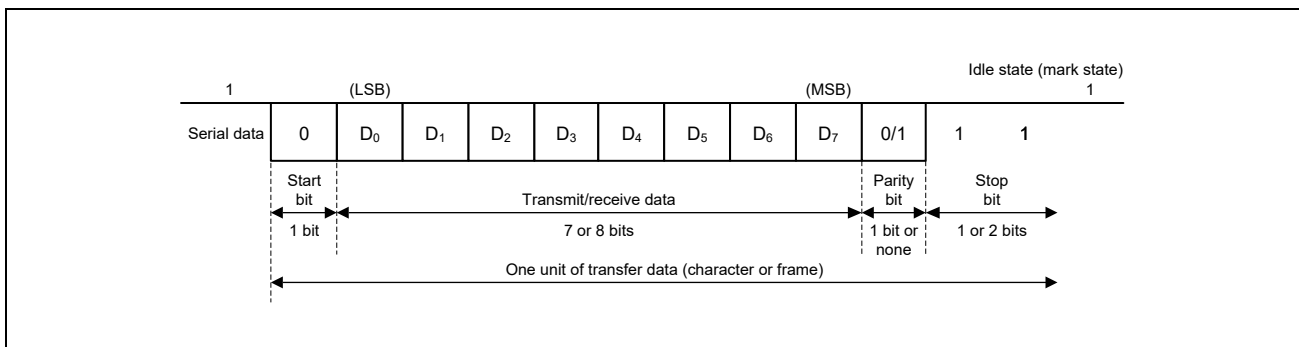 Idle state (mark state)
1 (LSB) (MSB) 1
Serial data 0 D₀ D₁ D₂ D₃ D₄ D₅ D₆ D₇ 0/1 1 1
Start bit
Transmit/receive data
Parity bit
Stop bit
1 bit
7 or 8 bits
1 bit or none
1 or 2 bits
One unit of transfer data (character or frame)